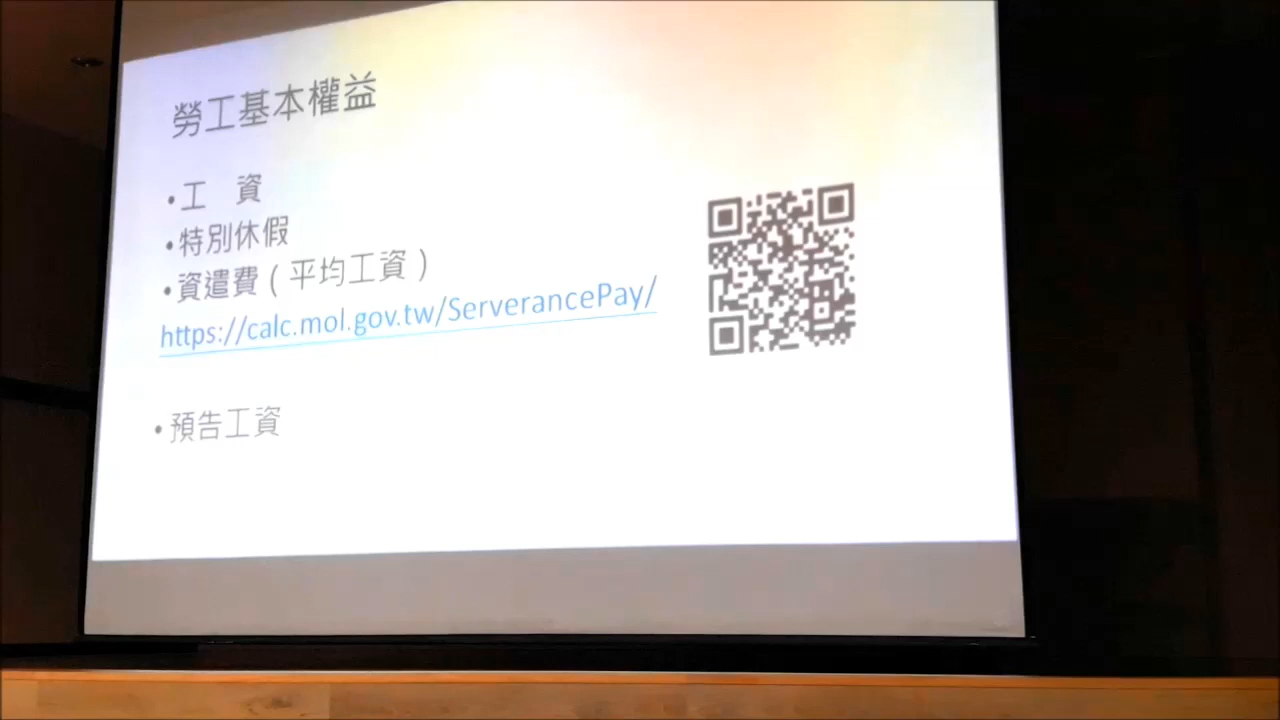 勞工基本權益
•工　資
•特別休假
•資遣費（平均工資）
https://calc.mol.gov.tw/ServerancePay/
•預告工資